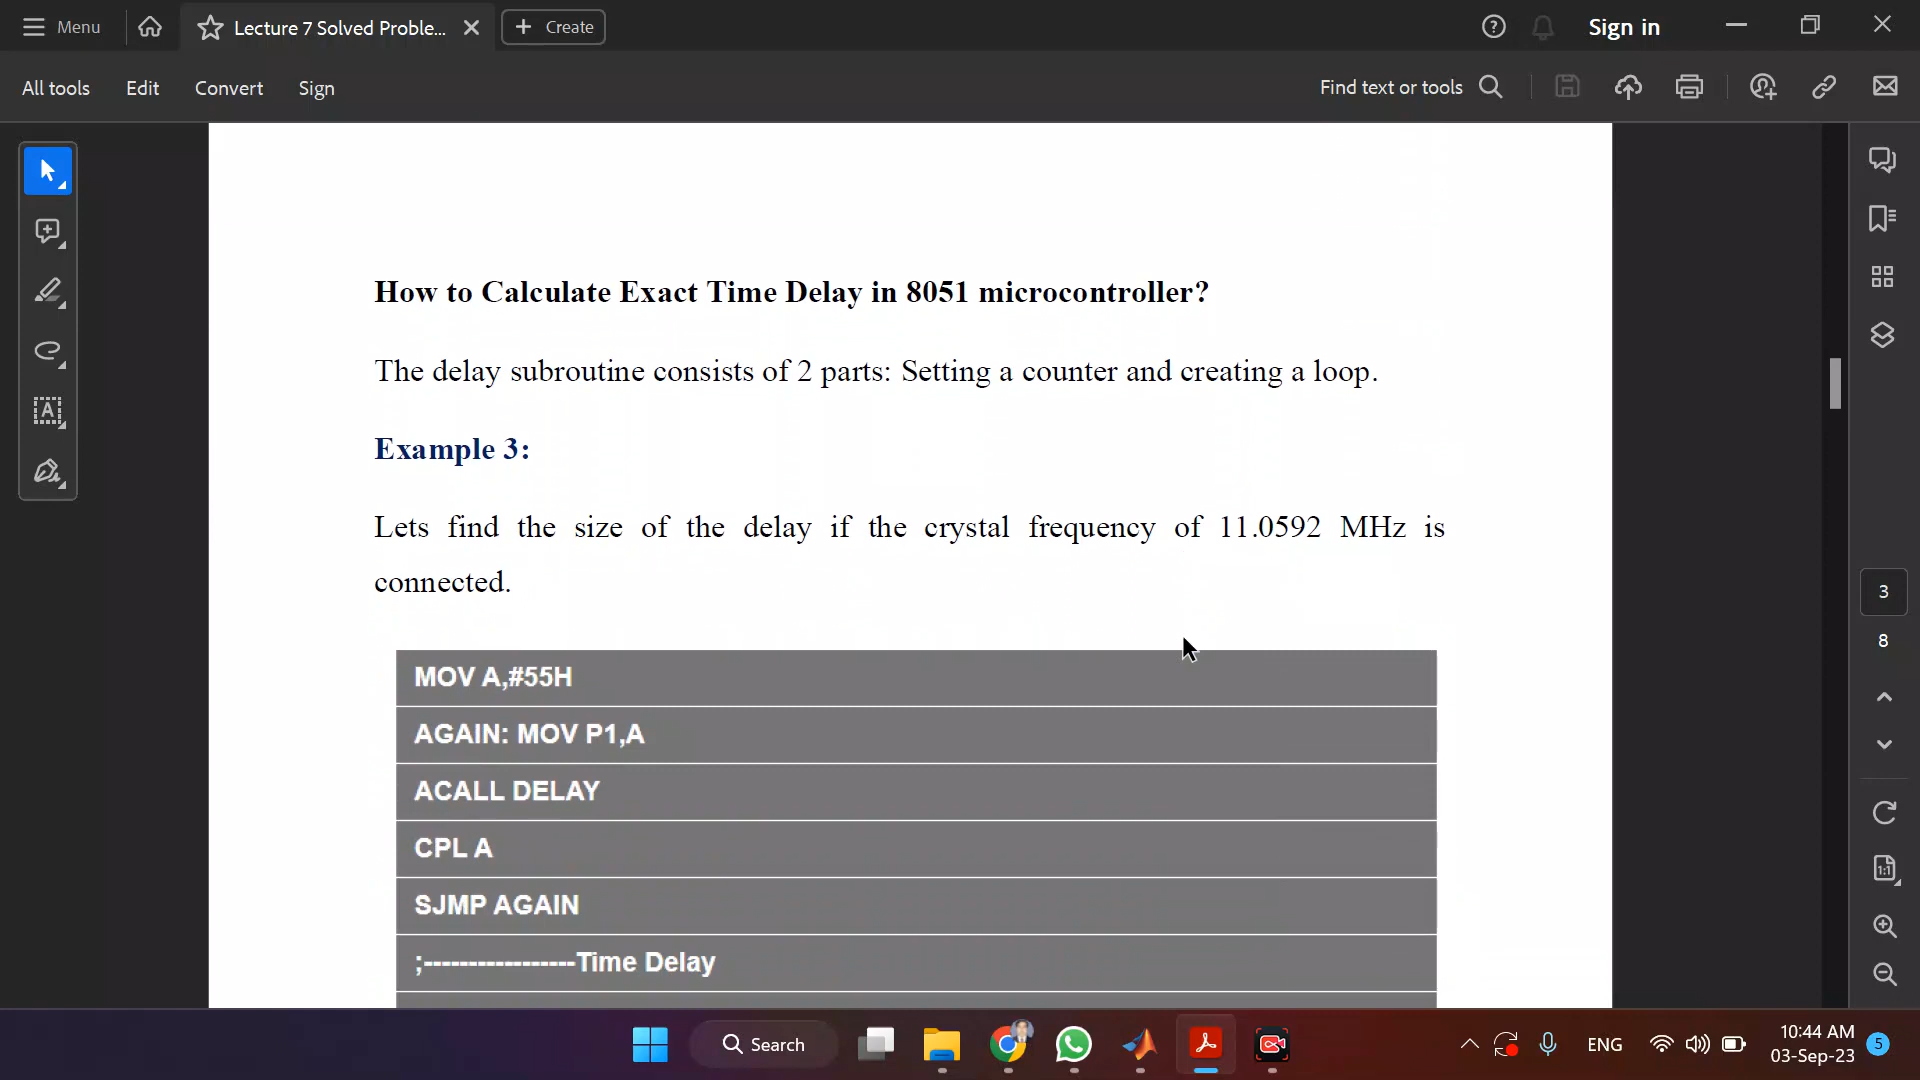 Menu
Lecture 7 Solved Proble...
Create
Sign in
All tools
Edit
Convert
Sign
Find text or tools
How to Calculate Exact Time Delay in 8051 microcontroller?
The delay subroutine consists of 2 parts: Setting a counter and creating a loop.
Example 3:
Lets find the size of the delay if the crystal frequency of 11.0592 MHz is
connected.
MOV A,#55H
AGAIN: MOV P1,A
ACALL DELAY
CPL A
SJMP AGAIN
;-----------------Time Delay
3
8
1:1
Search
ENG
10:44 AM
03-Sep-23
5